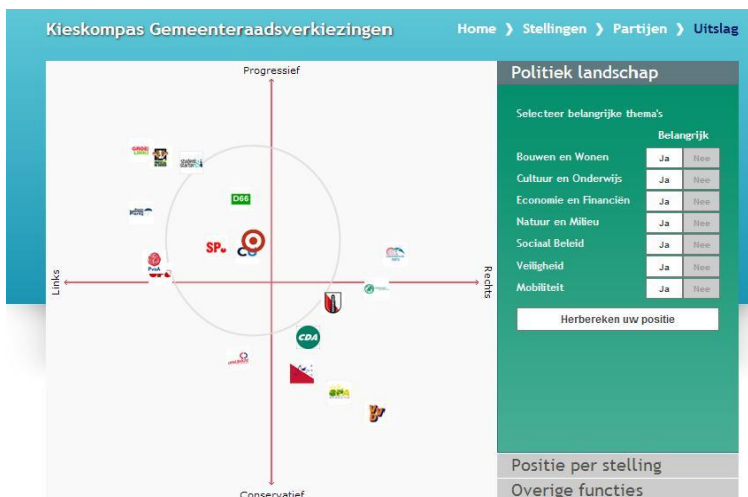 Kieskompas Gemeenteraadsverkiezingen
Home ❯ Stellingen ❯ Partijen ❯ Uitslag
Progressief
Links
Rechts
Conservatief
D66
SP
CU
PvdA
CDA
Politiek landschap
Selecteer belangrijke thema's
Belangrijk
Bouwen en Wonen Ja Nee
Cultuur en Onderwijs Ja Nee
Economie en Financiën Ja Nee
Natuur en Milieu Ja Nee
Sociaal Beleid Ja Nee
Veiligheid Ja Nee
Mobiliteit Ja Nee
Herbereken uw positie
Positie per stelling
Overige functies